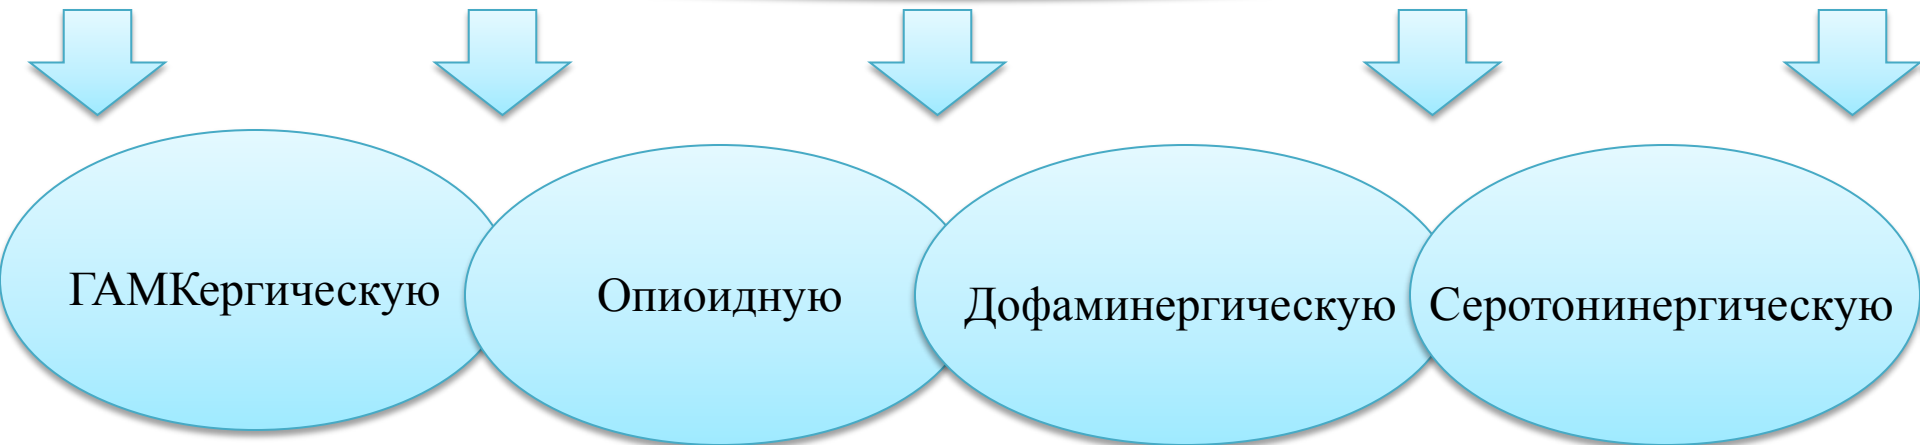 ГАМКергическую
Опиоидную
Дофаминергическую
Серотонинергическую